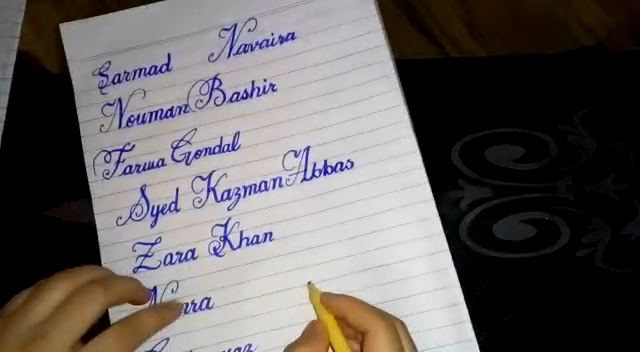 Sarmad Navaira
Nouman Bashir
Farwa Gondal
Syed Kazman Abbas
Zara Khan